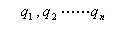 q₁, q₂ ⋯⋯ qₙ